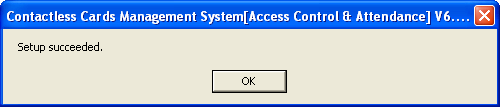 Contactless Cards Management System[Access Control & Attendance] V6....
Setup succeeded.
OK